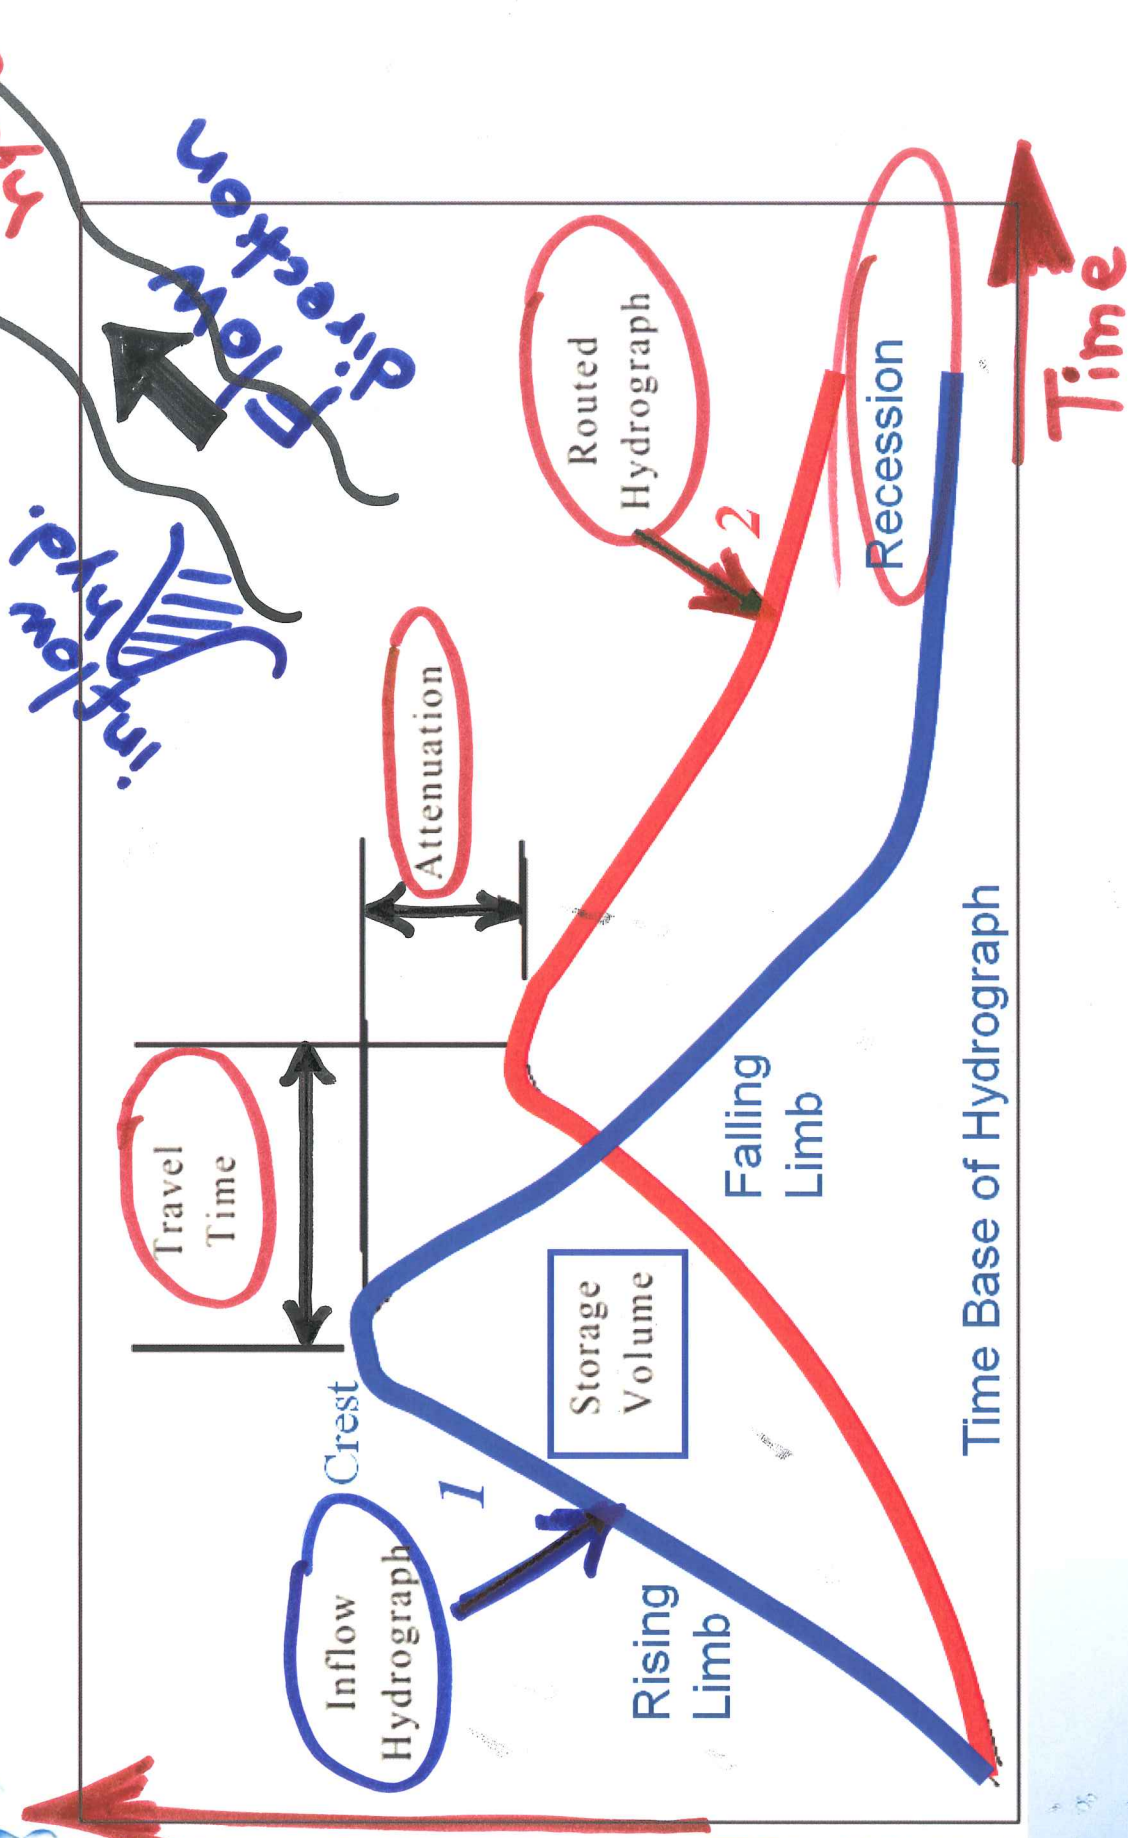 flow
direction
inflow
hyd.
hy
Travel
Time
Attenuation
Routed
Hydrograph
Inflow
Hydrograph
Crest
1
2
Storage
Volume
Rising
Limb
Falling
Limb
Recession
Time Base of Hydrograph
Time